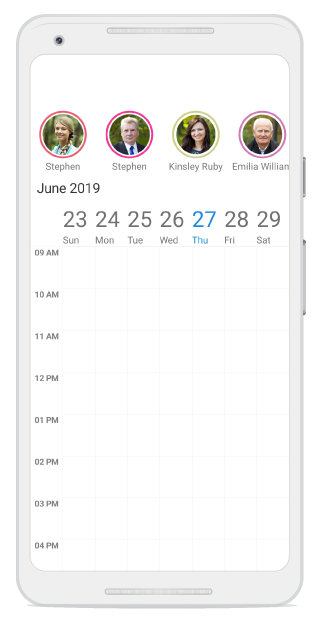 Stephen Stephen Kinsley Ruby Emilia William
June 2019
23 24 25 26 27 28 29
Sun Mon Tue Wed Thu Fri Sat
09 AM
10 AM
11 AM
12 PM
01 PM
02 PM
03 PM
04 PM